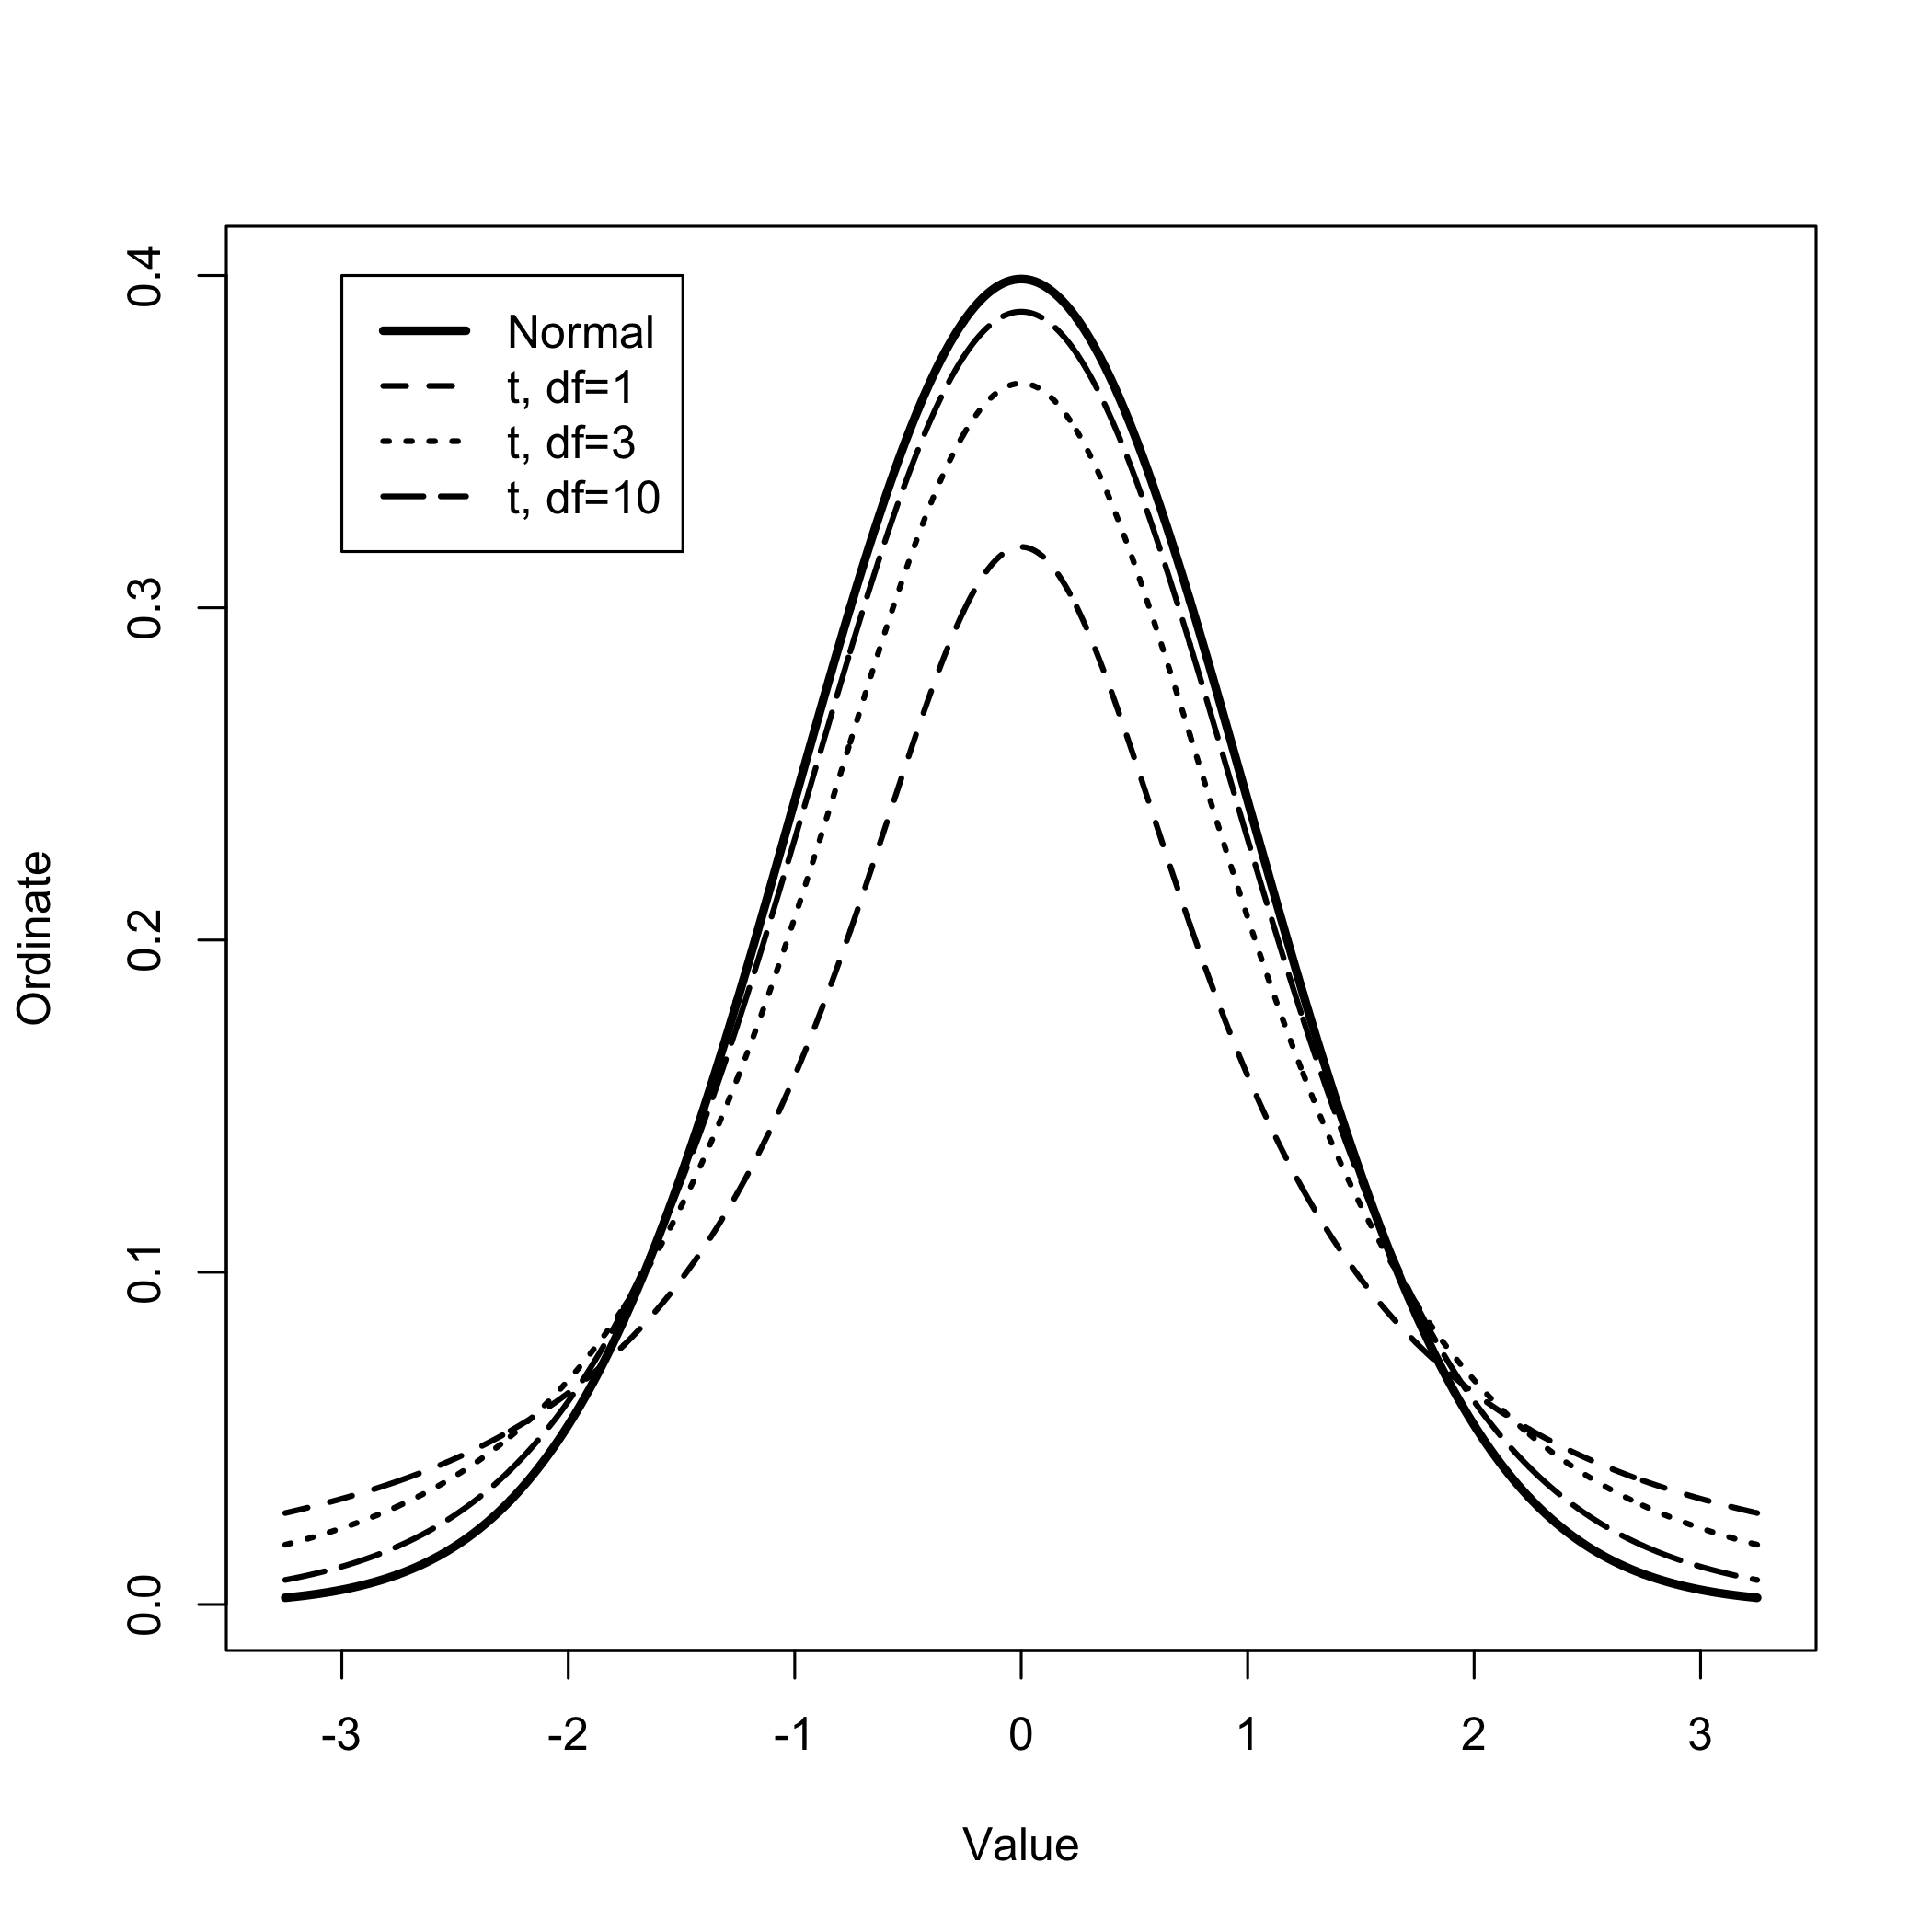 Normal
t, df=1
t, df=3
t, df=10
Ordinate
0.4
0.3
0.2
0.1
0.0
-3 -2 -1 0 1 2 3
Value